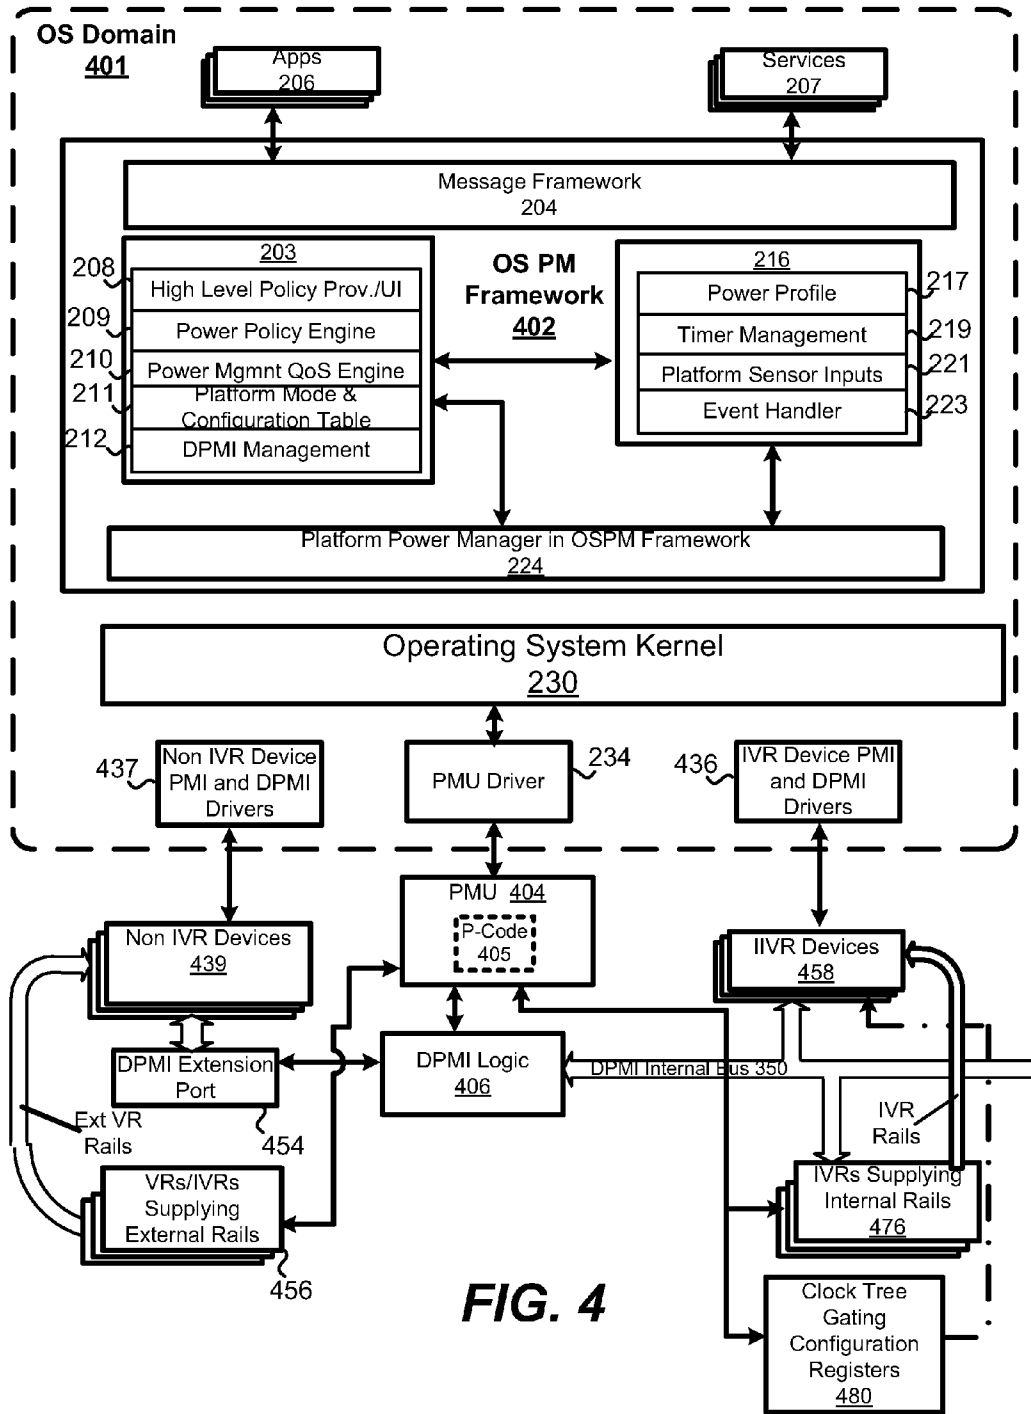 OS Domain
401
Apps
206
Services
207
Message Framework
204
203
208
High Level Policy Prov./UI
209
Power Policy Engine
210
Power Mgmnt QoS Engine
211
Platform Mode &
Configuration Table
212
DPMI Management
OS PM
Framework
402
216
Power Profile
217
Timer Management
219
Platform Sensor Inputs
221
Event Handler
223
Platform Power Manager in OSPM Framework
224
Operating System Kernel
230
437
Non IVR Device
PMI and DPMI
Drivers
PMU Driver
234
436
IVR Device PMI
and DPMI
Drivers
PMU 404
P-Code
405
Non IVR Devices
439
IIVR Devices
458
DPMI Extension
Port
454
DPMI Logic
406
DPMI Internal Bus 350
Ext VR
Rails
IVR
Rails
VRs/IVRs
Supplying
External Rails
456
IVRs Supplying
Internal Rails
476
FIG. 4
Clock Tree
Gating
Configuration
Registers
480